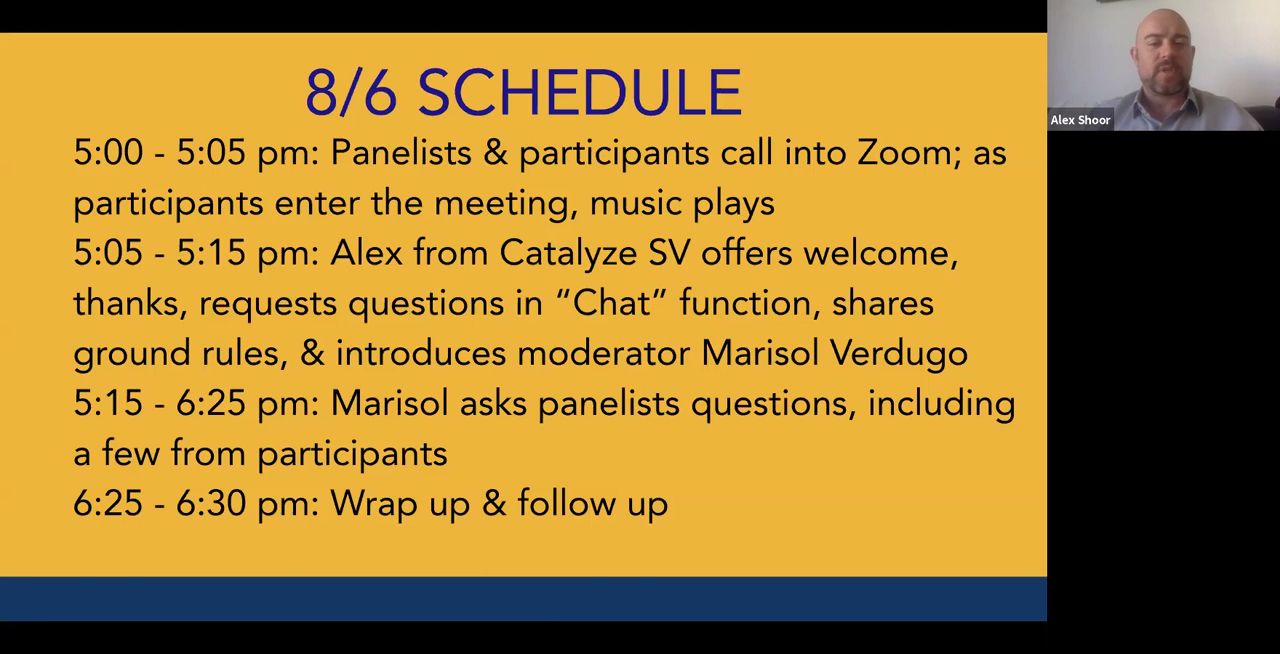 8/6 SCHEDULE
5:00 - 5:05 pm: Panelists & participants call into Zoom; as
participants enter the meeting, music plays
5:05 - 5:15 pm: Alex from Catalyze SV offers welcome,
thanks, requests questions in “Chat” function, shares
ground rules, & introduces moderator Marisol Verdugo
5:15 - 6:25 pm: Marisol asks panelists questions, including
a few from participants
6:25 - 6:30 pm: Wrap up & follow up
Alex Shoor